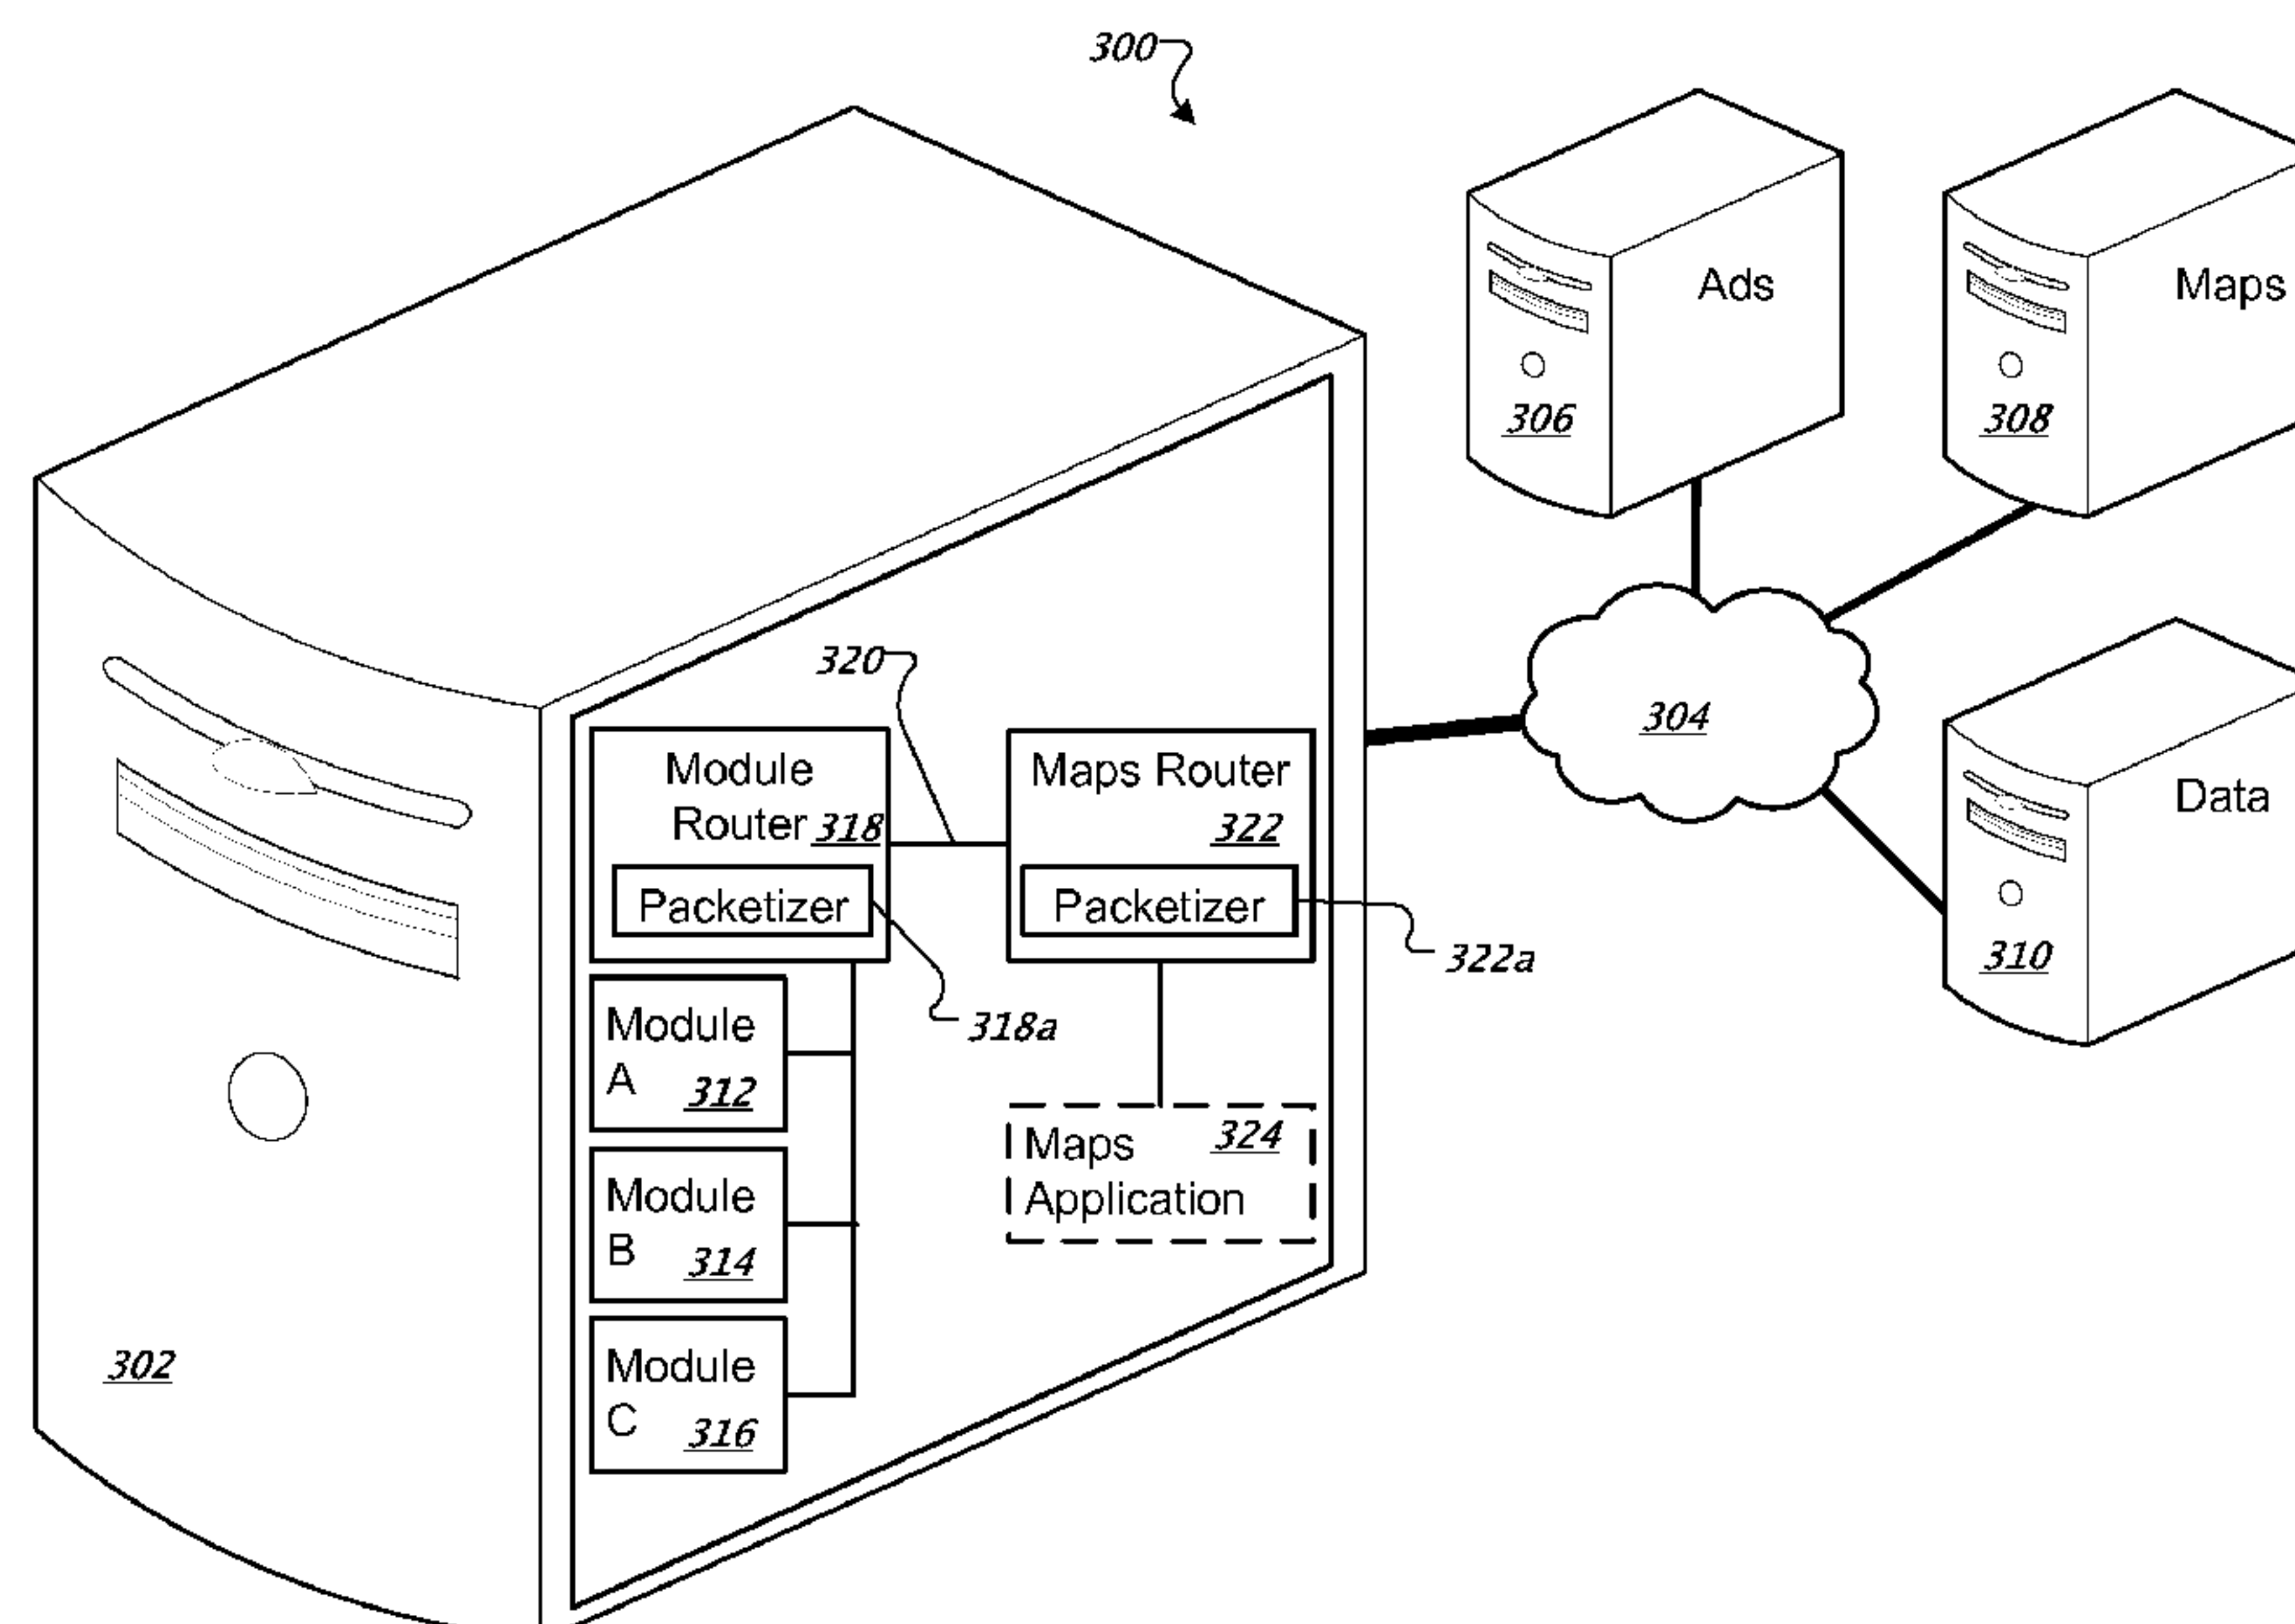 300
Ads
306
Maps
308
304
Data
310
320
Module
Router 318
Packetizer
318a
Maps Router
322
Packetizer
322a
Module
A 312
Module
B 314
Module
C 316
Maps 324
Application
302